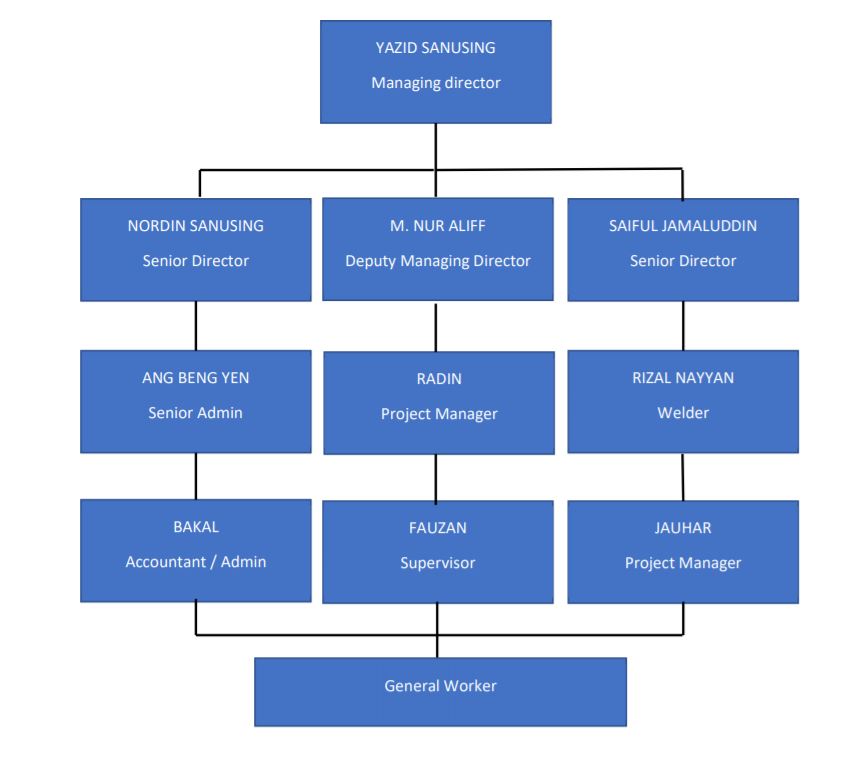 YAZID SANUSING
Managing director
NORDIN SANUSING
Senior Director
M. NUR ALIFF
Deputy Managing Director
SAIFUL JAMALUDDIN
Senior Director
ANG BENG YEN
Senior Admin
RADIN
Project Manager
RIZAL NAYYAN
Welder
BAKAL
Accountant / Admin
FAUZAN
Supervisor
JAUHAR
Project Manager
General Worker